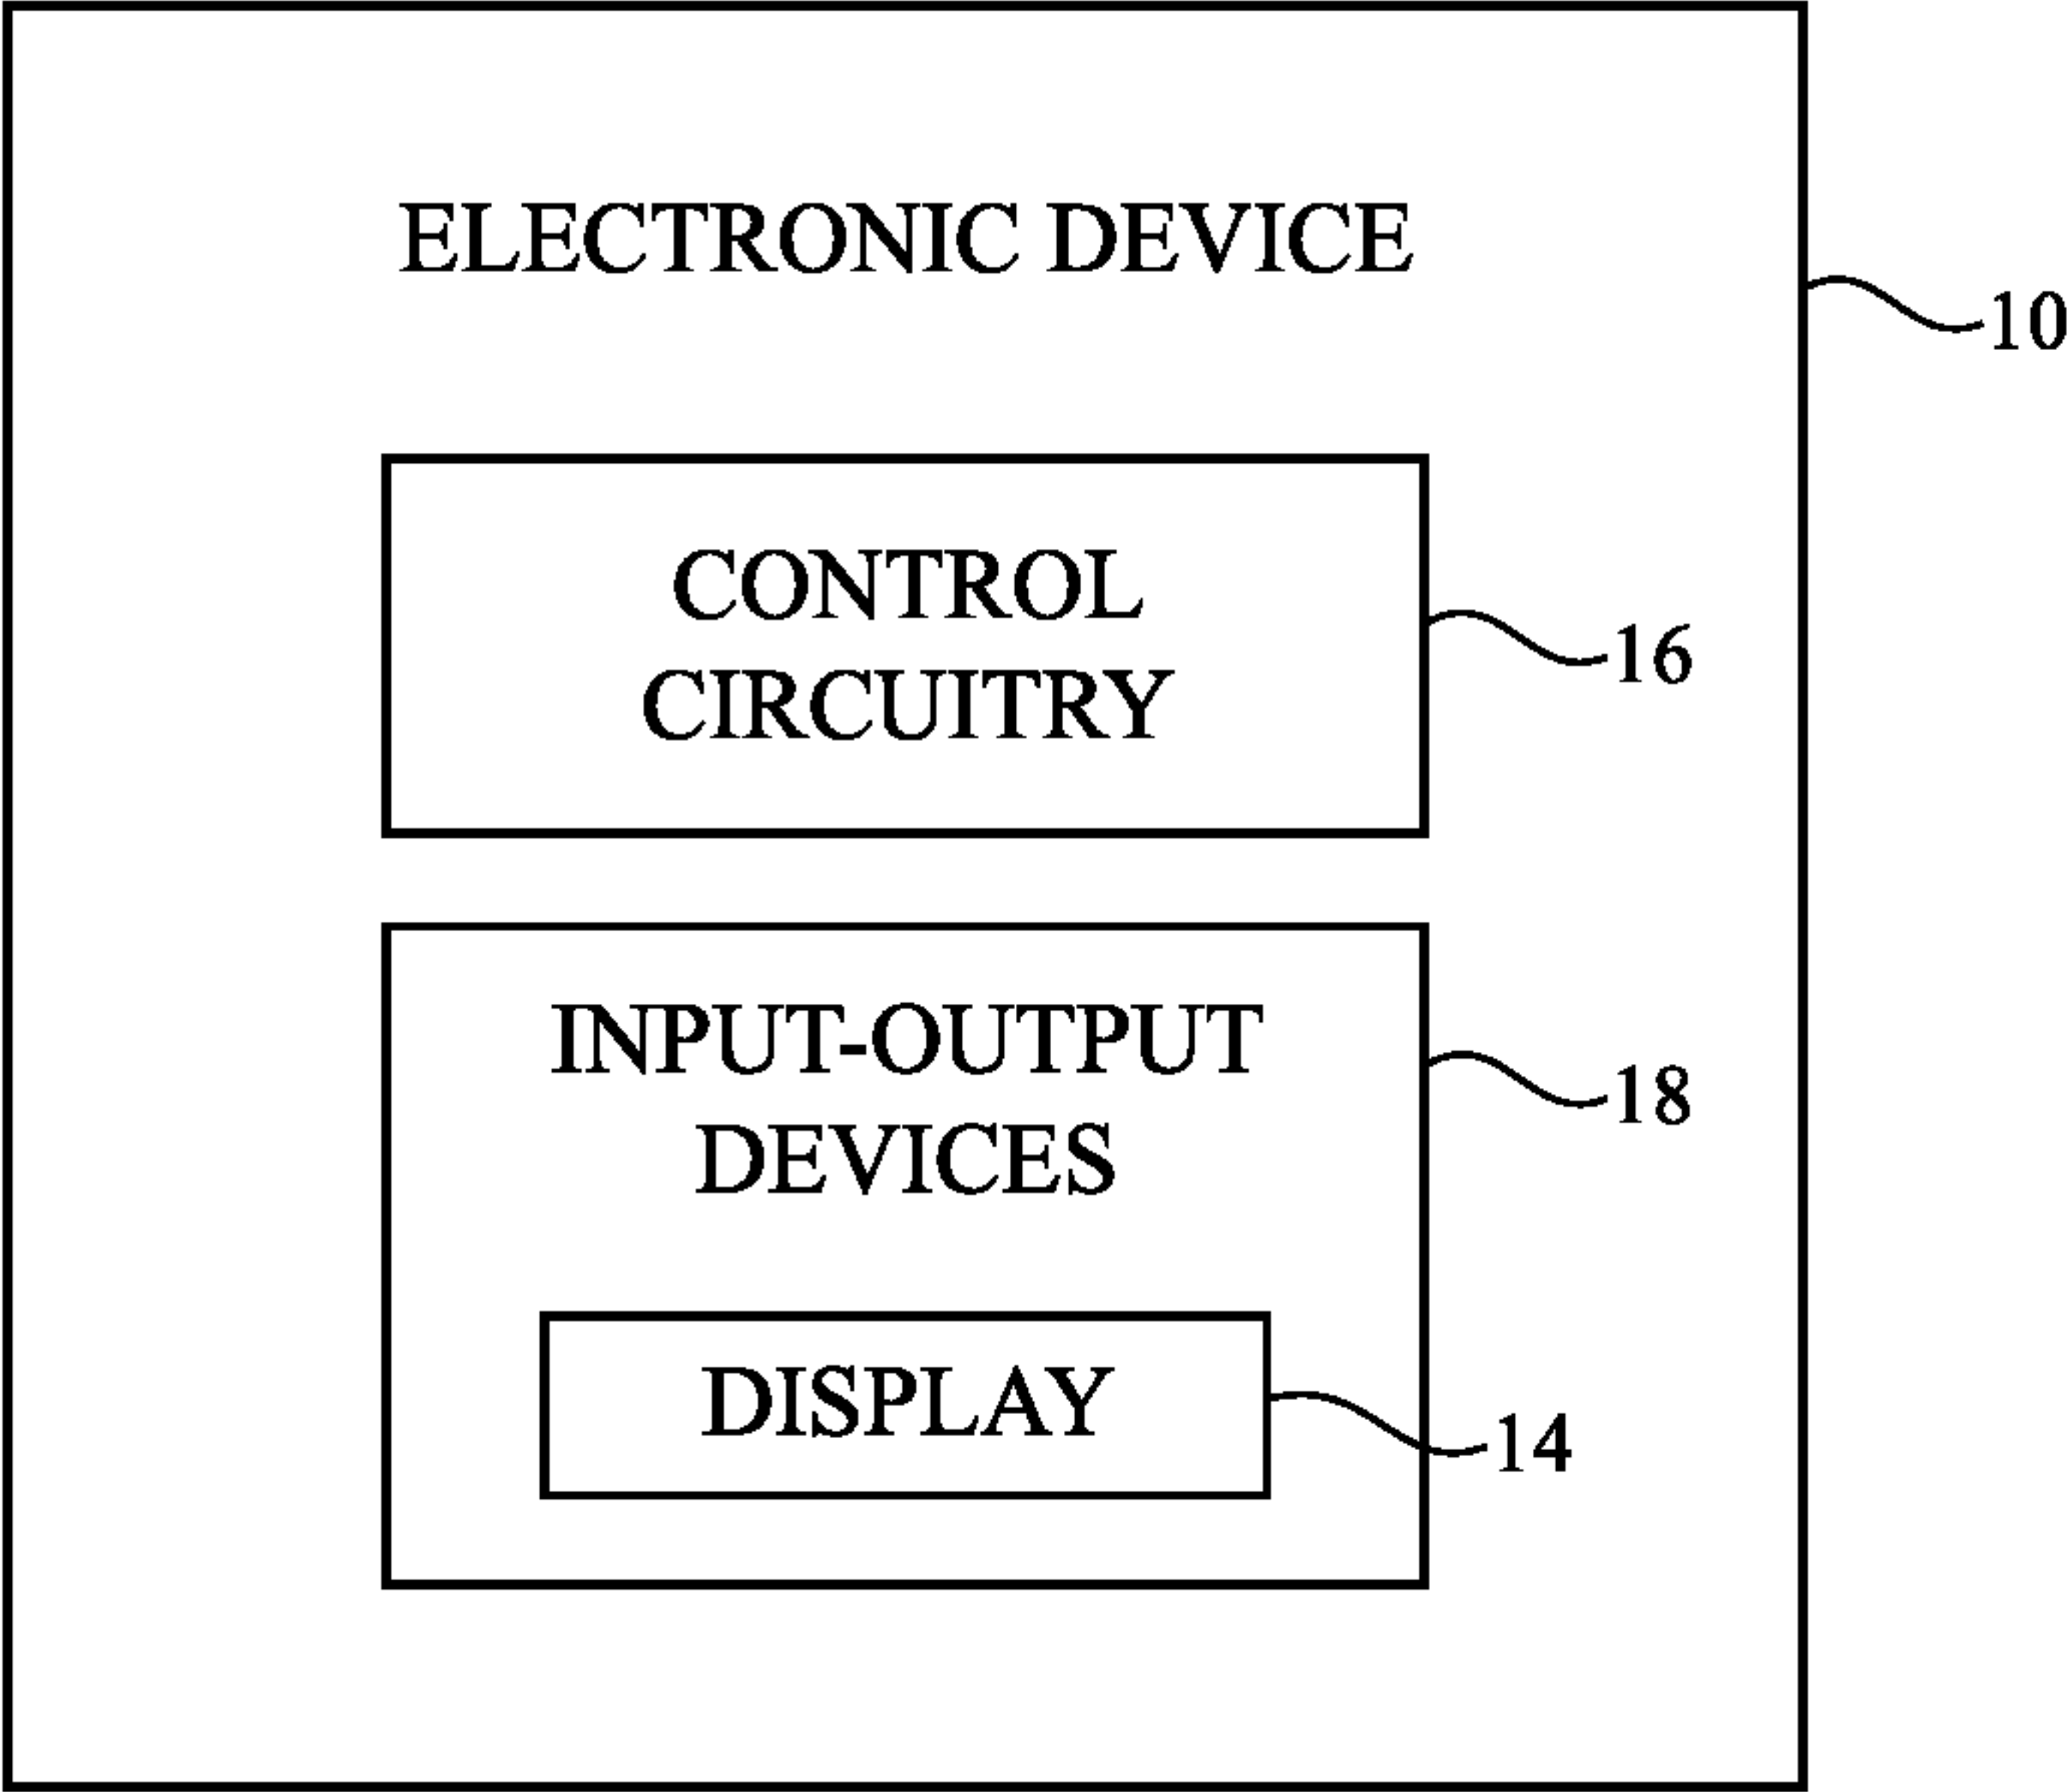 ELECTRONIC DEVICE
10
CONTROL
CIRCUITRY
16
INPUT-OUTPUT
DEVICES
18
DISPLAY
14